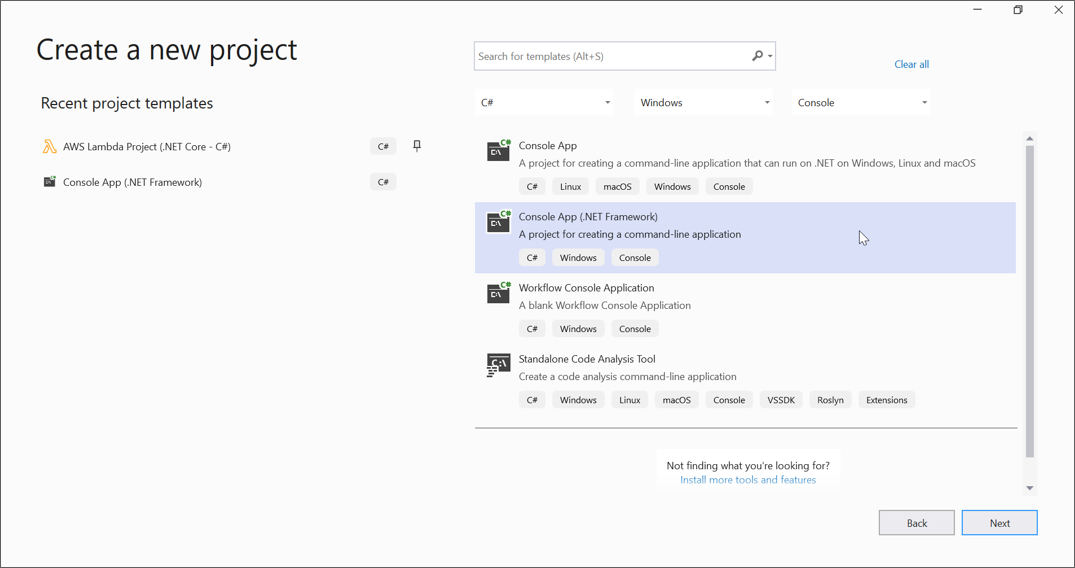 Create a new project
Recent project templates
AWS Lambda Project (.NET Core - C#) C#
Console App (.NET Framework) C#
Search for templates (Alt+S)
Clear all
C# Windows Console
C#
C:\
Console App
A project for creating a command-line application that can run on .NET on Windows, Linux and macOS
C# Linux macOS Windows Console
C#
C:\
Console App (.NET Framework)
A project for creating a command-line application
C# Windows Console
C#
C:\
Workflow Console Application
A blank Workflow Console Application
C# Windows Console
C:\
Standalone Code Analysis Tool
Create a code analysis command-line application
C# Windows Linux macOS Console VSSDK Roslyn Extensions
Not finding what you're looking for?
Install more tools and features
Back Next